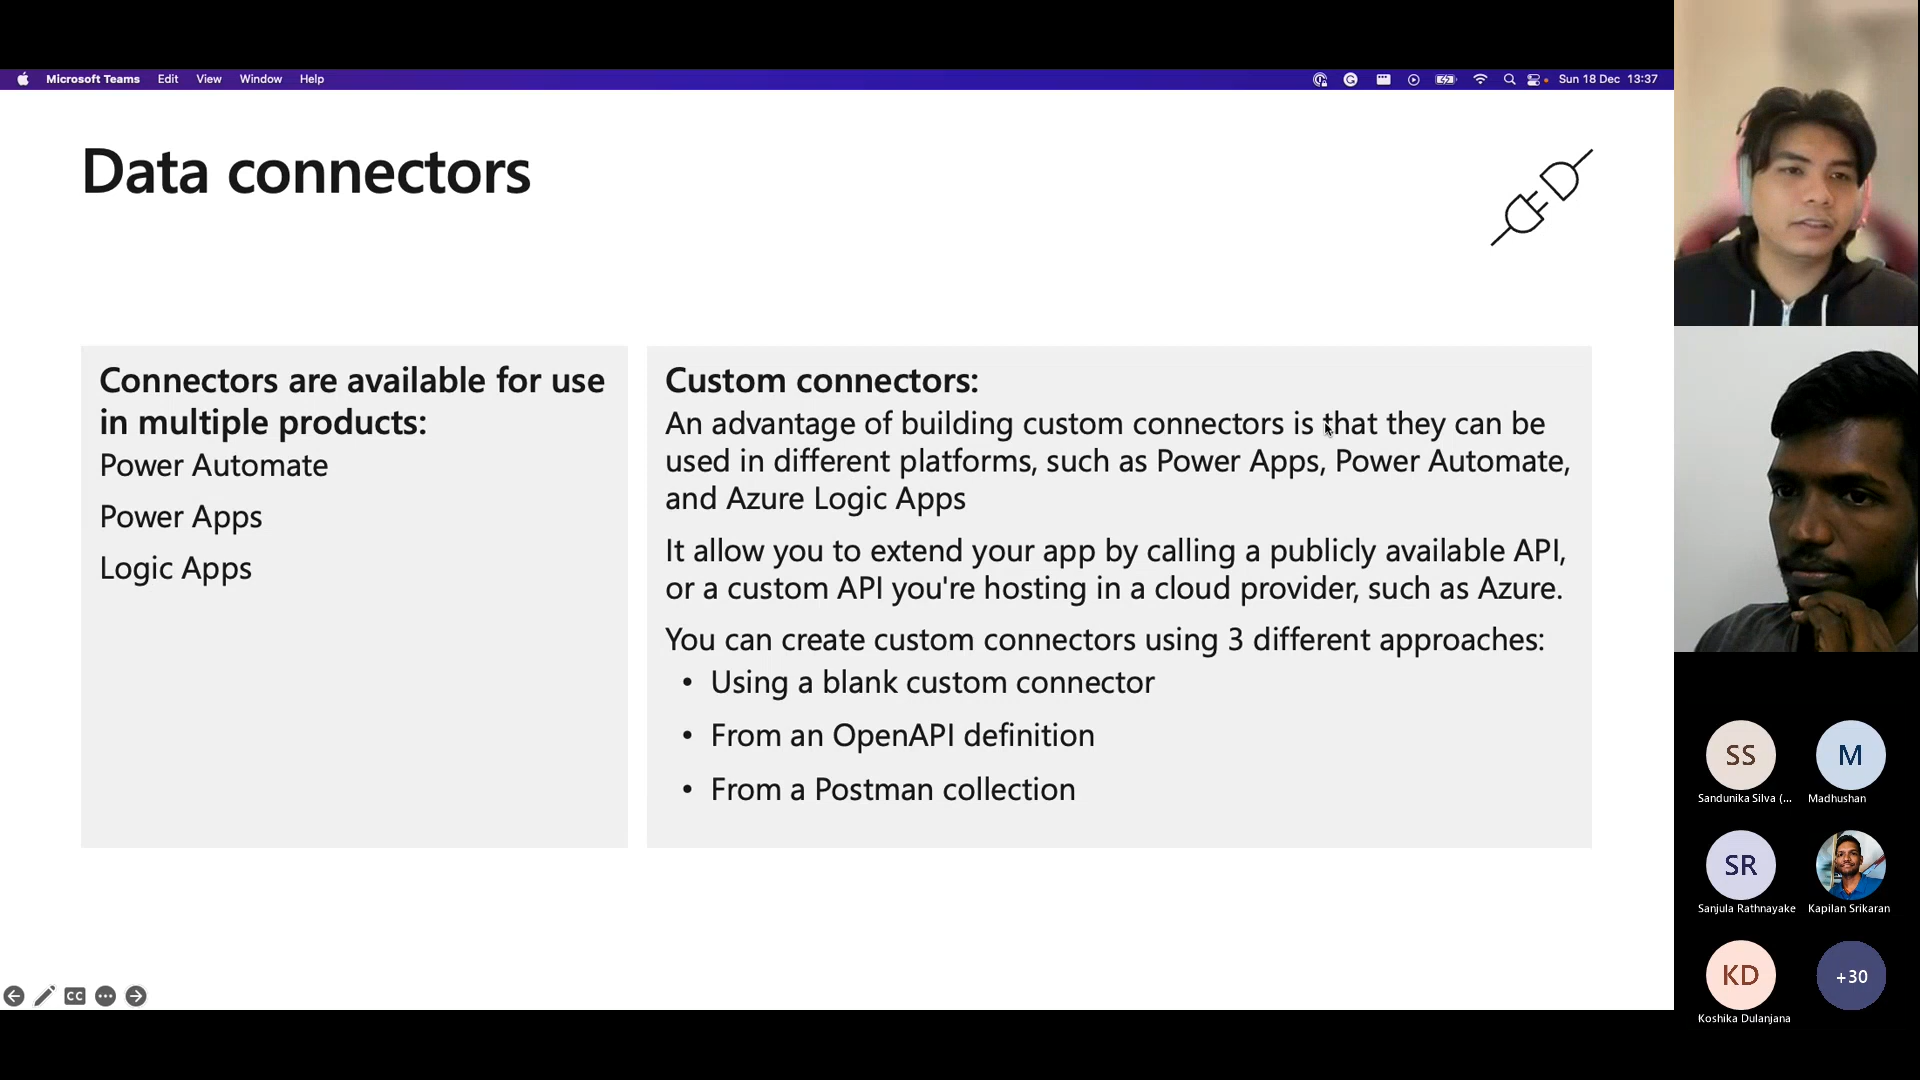 Microsoft Teams Edit View Window Help
Sun 18 Dec 13:37
Data connectors
Connectors are available for use
in multiple products:
Power Automate
Power Apps
Logic Apps
Custom connectors:
An advantage of building custom connectors is that they can be
used in different platforms, such as Power Apps, Power Automate,
and Azure Logic Apps
It allow you to extend your app by calling a publicly available API,
or a custom API you're hosting in a cloud provider, such as Azure.
You can create custom connectors using 3 different approaches:
• Using a blank custom connector
• From an OpenAPI definition
• From a Postman collection
CC
SS
Sandunika Silva (...
M
Madhushan
SR
Sanjula Rathnayake
Kapilan Srikaran
KD
Koshika Dulanjana
+30